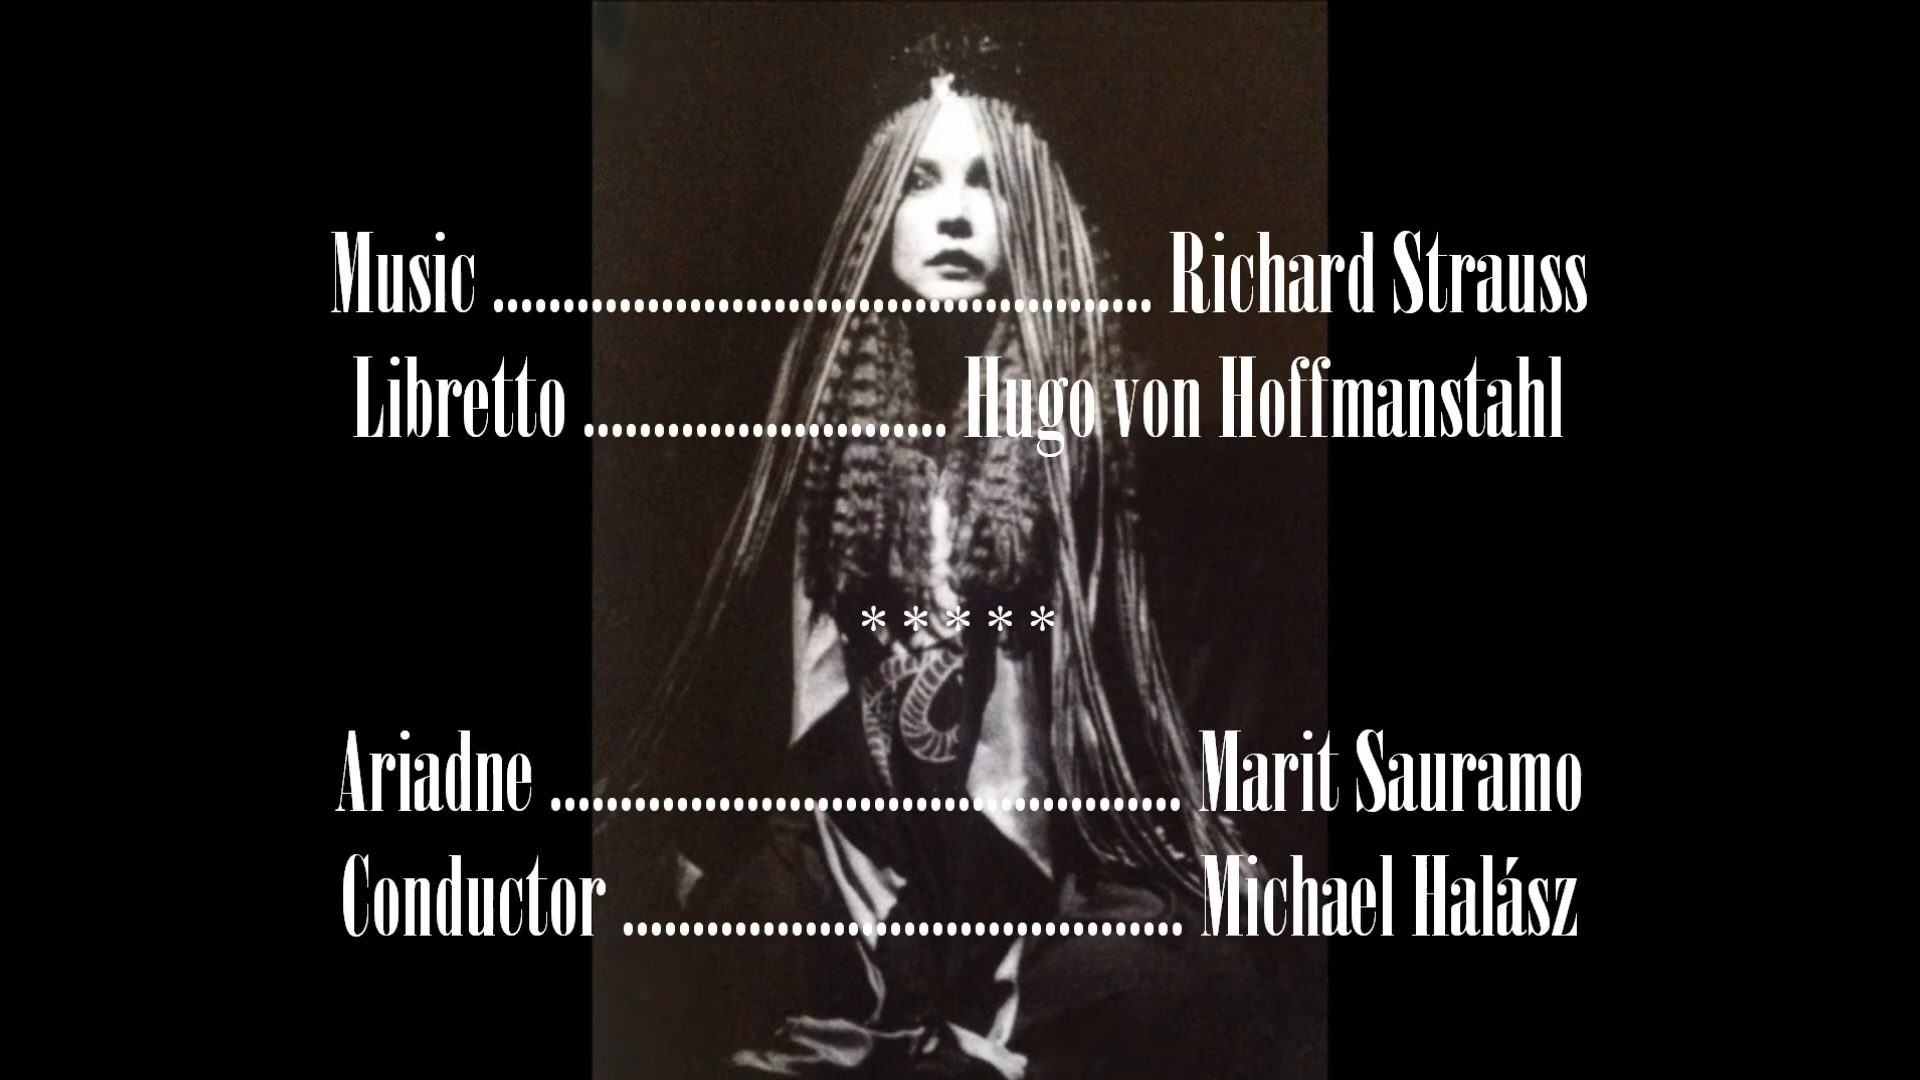 Music ............................................... Richard Strauss
Libretto .......................... Hugo von Hoffmanstahl
* * * * *
Ariadne ............................................. Marit Sauramo
Conductor ........................................ Michael Halász